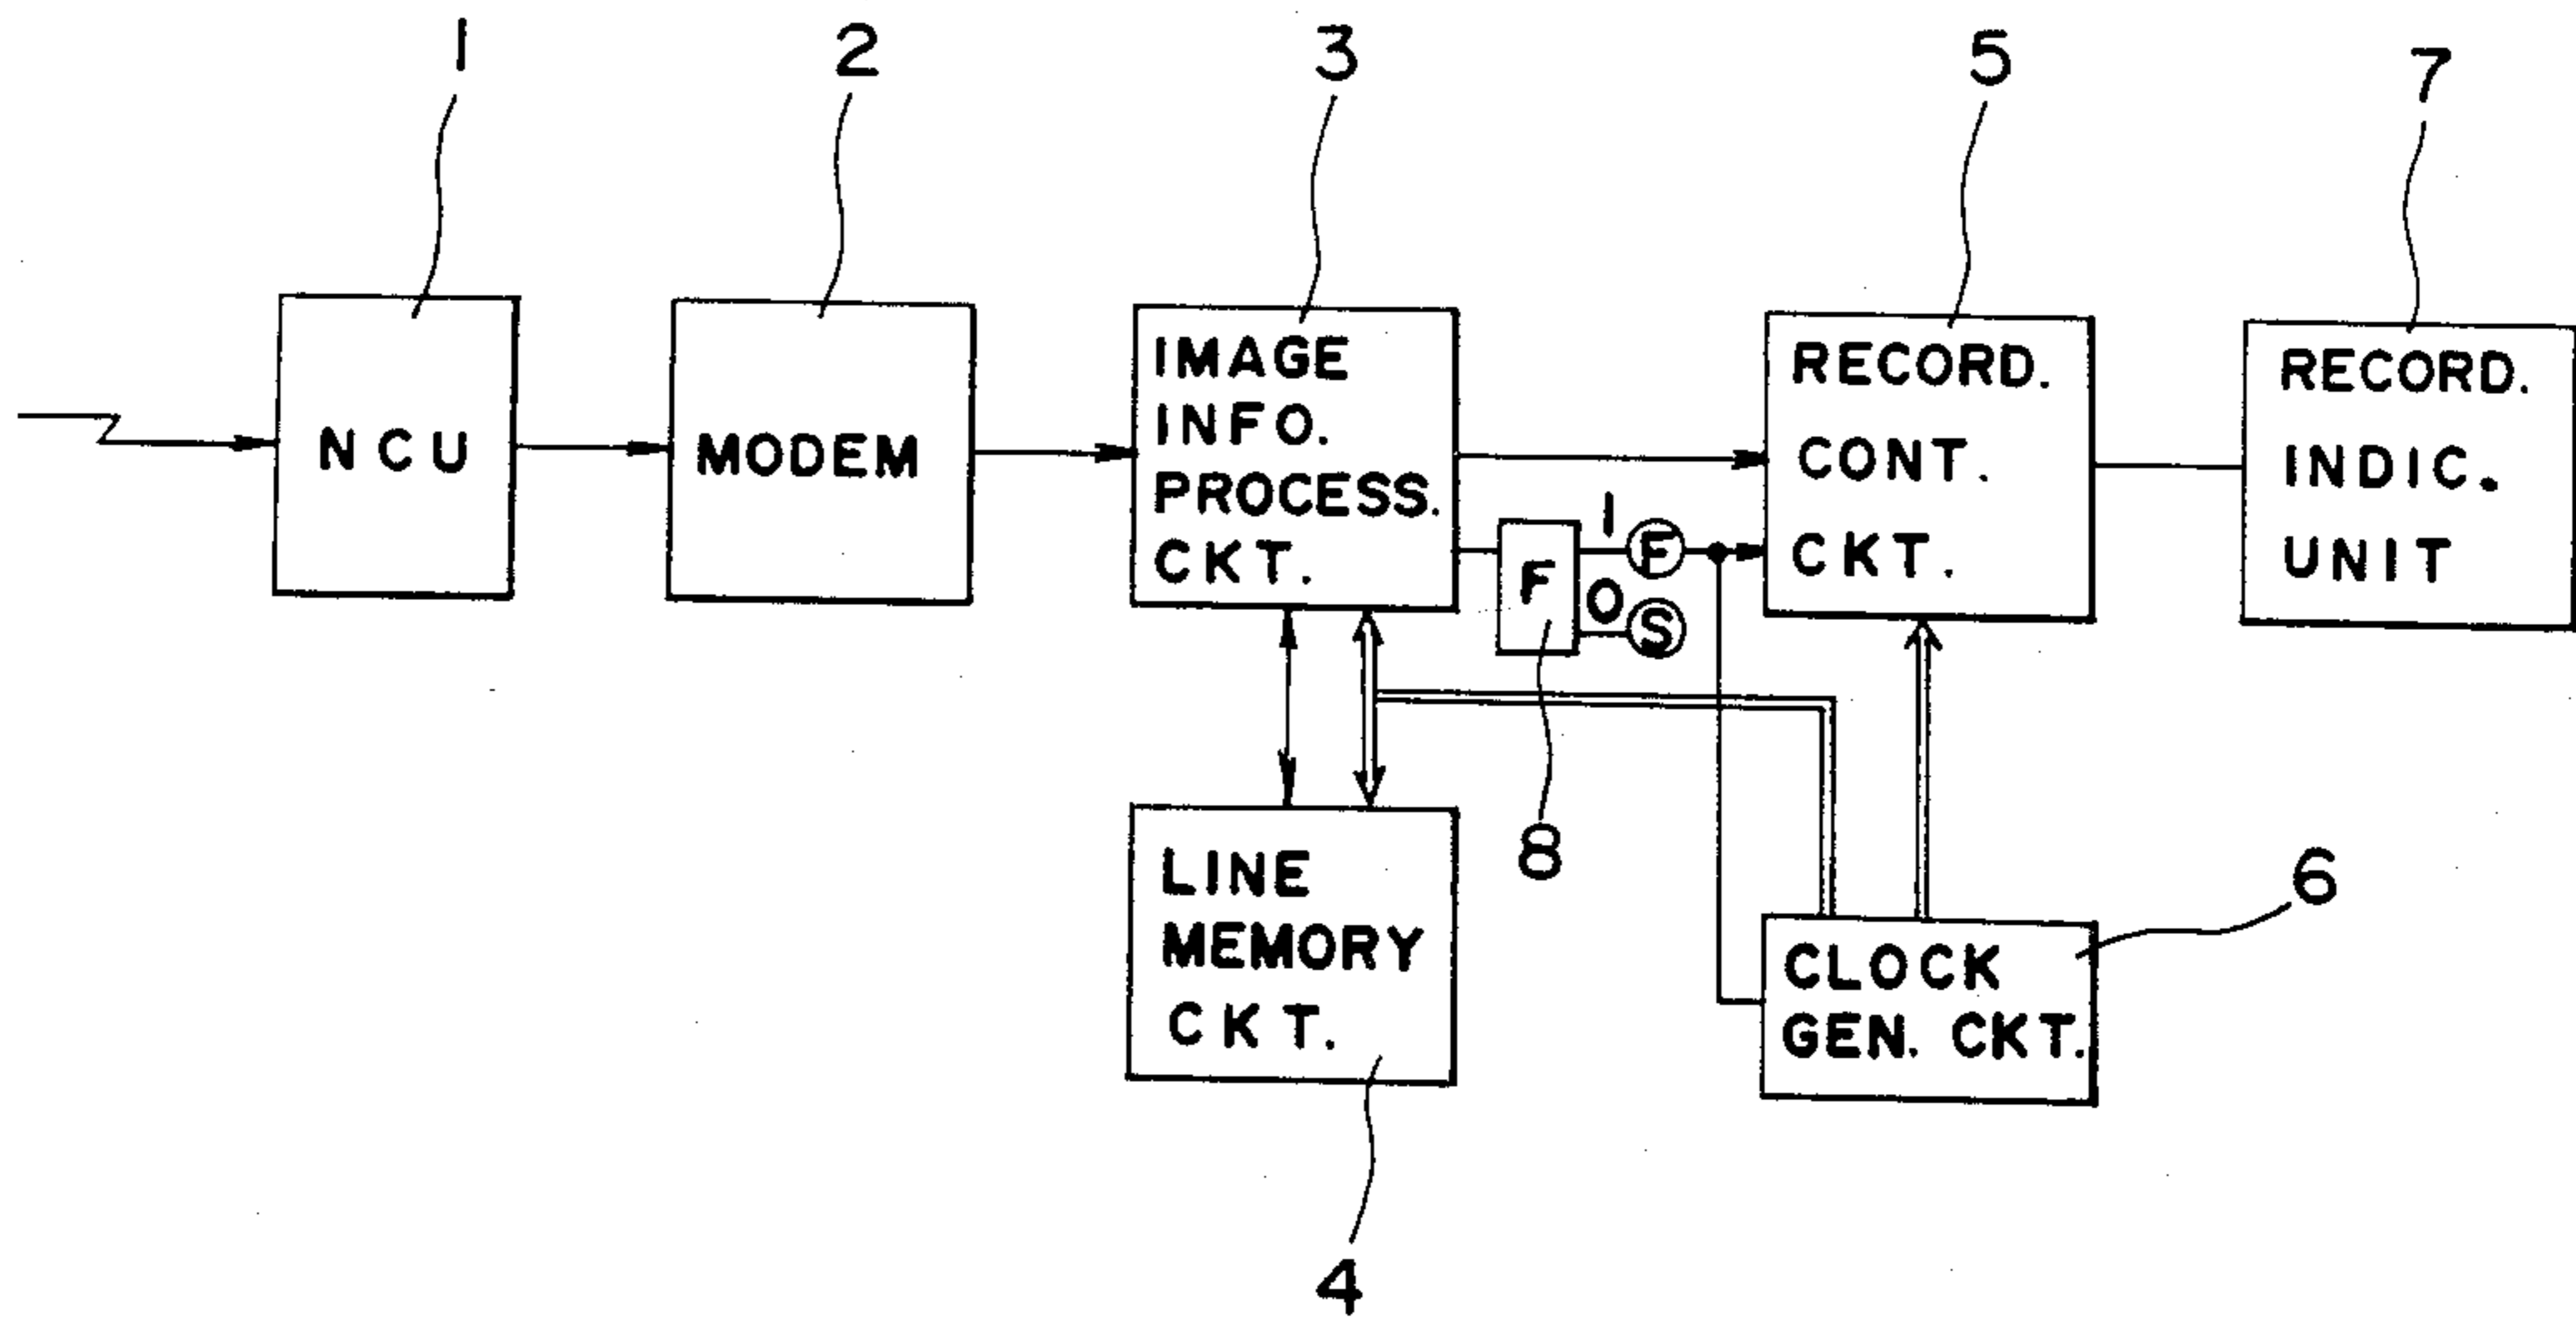 1
2
3
5
7
NCU
MODEM
IMAGE
INFO.
PROCESS.
CKT.
F
1
0
F
S
RECORD.
CONT.
CKT.
RECORD.
INDIC.
UNIT
8
LINE
MEMORY
CKT.
4
CLOCK
GEN. CKT.
6